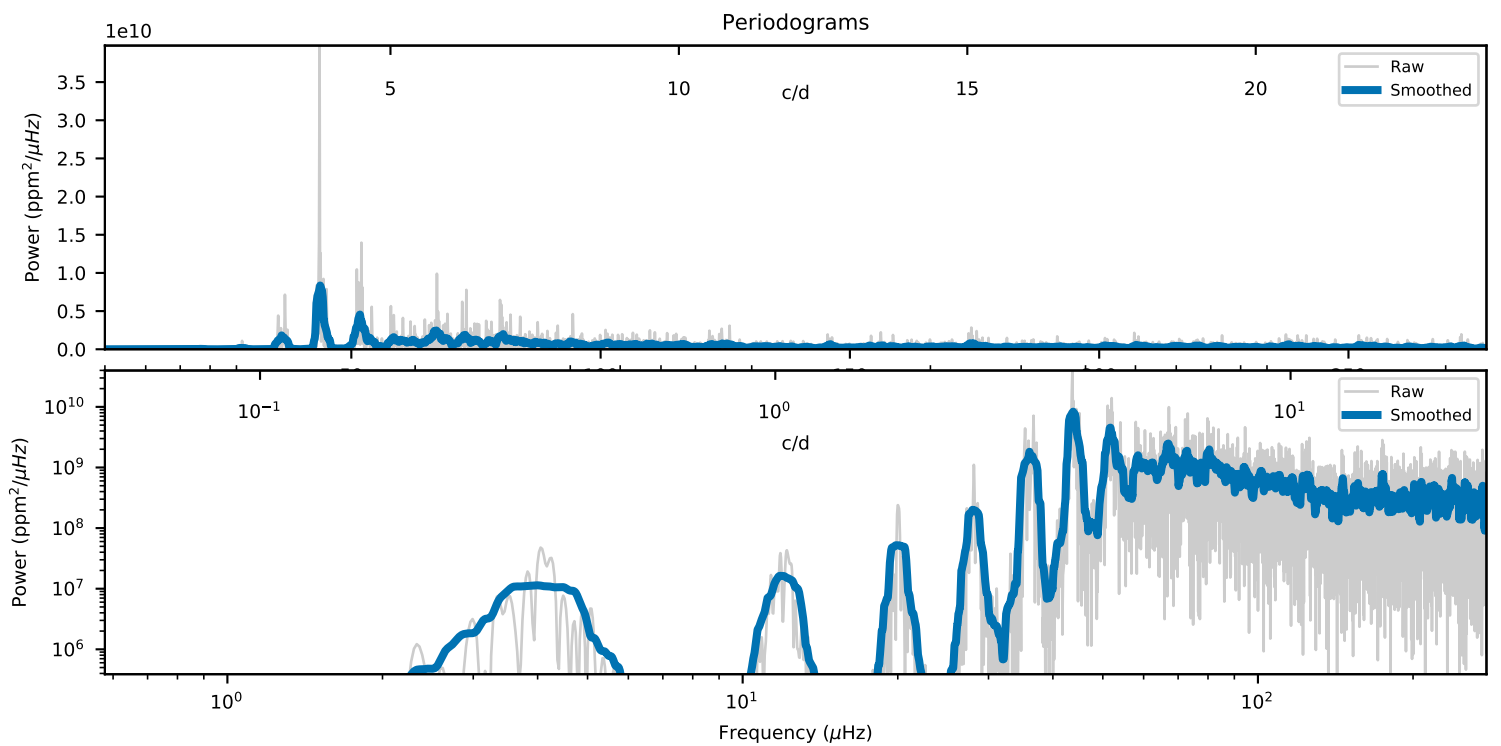 Periodograms
1e10
5 10 15 20
c/d
Raw
Smoothed
3.5
3.0
2.5
2.0
1.5
1.0
0.5
0.0
Power (ppm²/μHz)
10⁻¹ 10⁰ 10¹
c/d
Raw
Smoothed
10¹⁰
10⁹
10⁸
10⁷
10⁶
Power (ppm²/μHz)
10⁰ 10¹ 10²
Frequency (μHz)